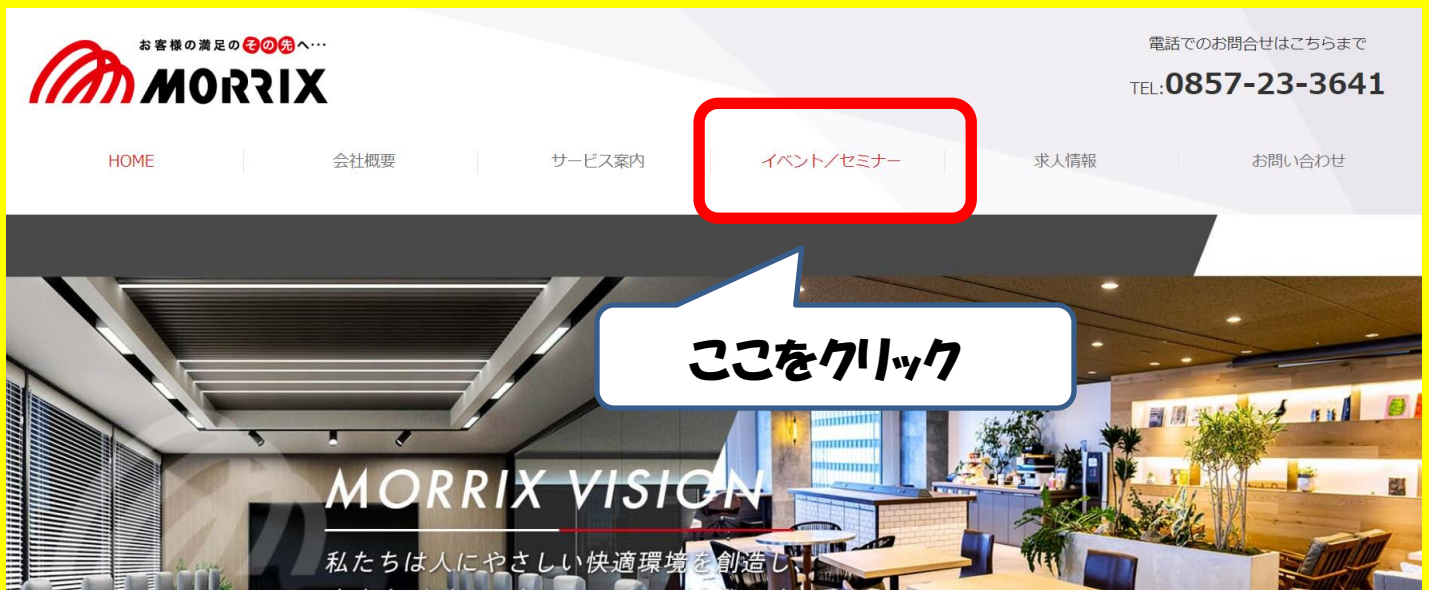 お客様の満足のその先へ…
MORRIX
電話でのお問合せはこちらまで
TEL:0857-23-3641
HOME 会社概要 サービス案内 イベント／セミナー 求人情報 お問い合わせ
ここをクリック
MORRIX VISION
私たちは人にやさしい快適環境を創造し、